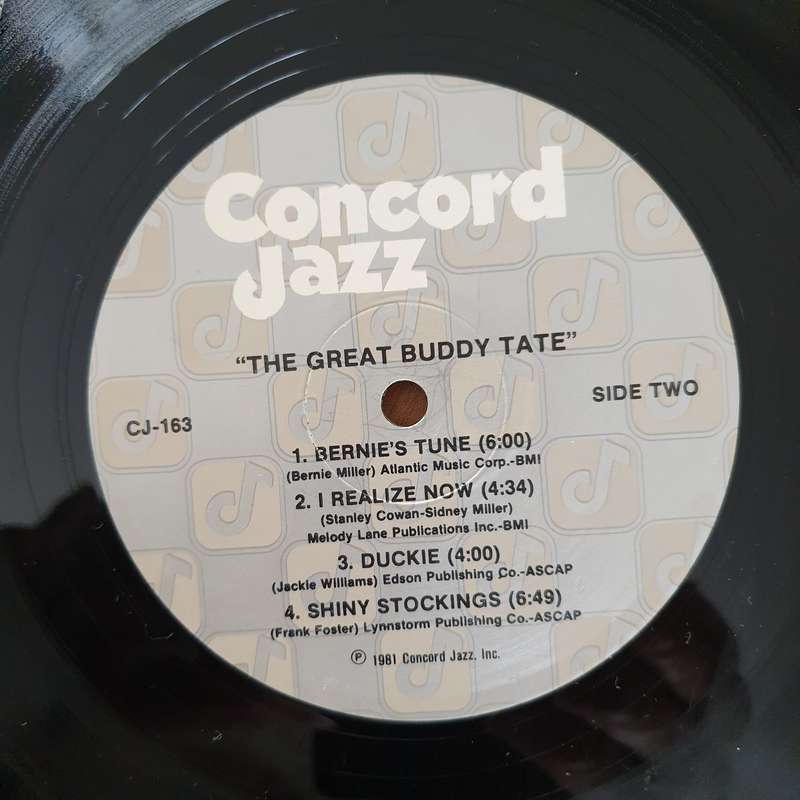 Concord
Jazz
“THE GREAT BUDDY TATE”
SIDE TWO
CJ-163
1. BERNIE'S TUNE (6:00)
(Bernie Miller) Atlantic Music Corp.-BMI
2. I REALIZE NOW (4:34)
(Stanley Cowan-Sidney Miller)
Melody Lane Publications Inc.-BMI
3. DUCKIE (4:00)
(Jackie Williams) Edson Publishing Co.-ASCAP
4. SHINY STOCKINGS (6:49)
(Frank Foster) Lynnstorm Publishing Co.-ASCAP
℗ 1981 Concord Jazz, Inc.